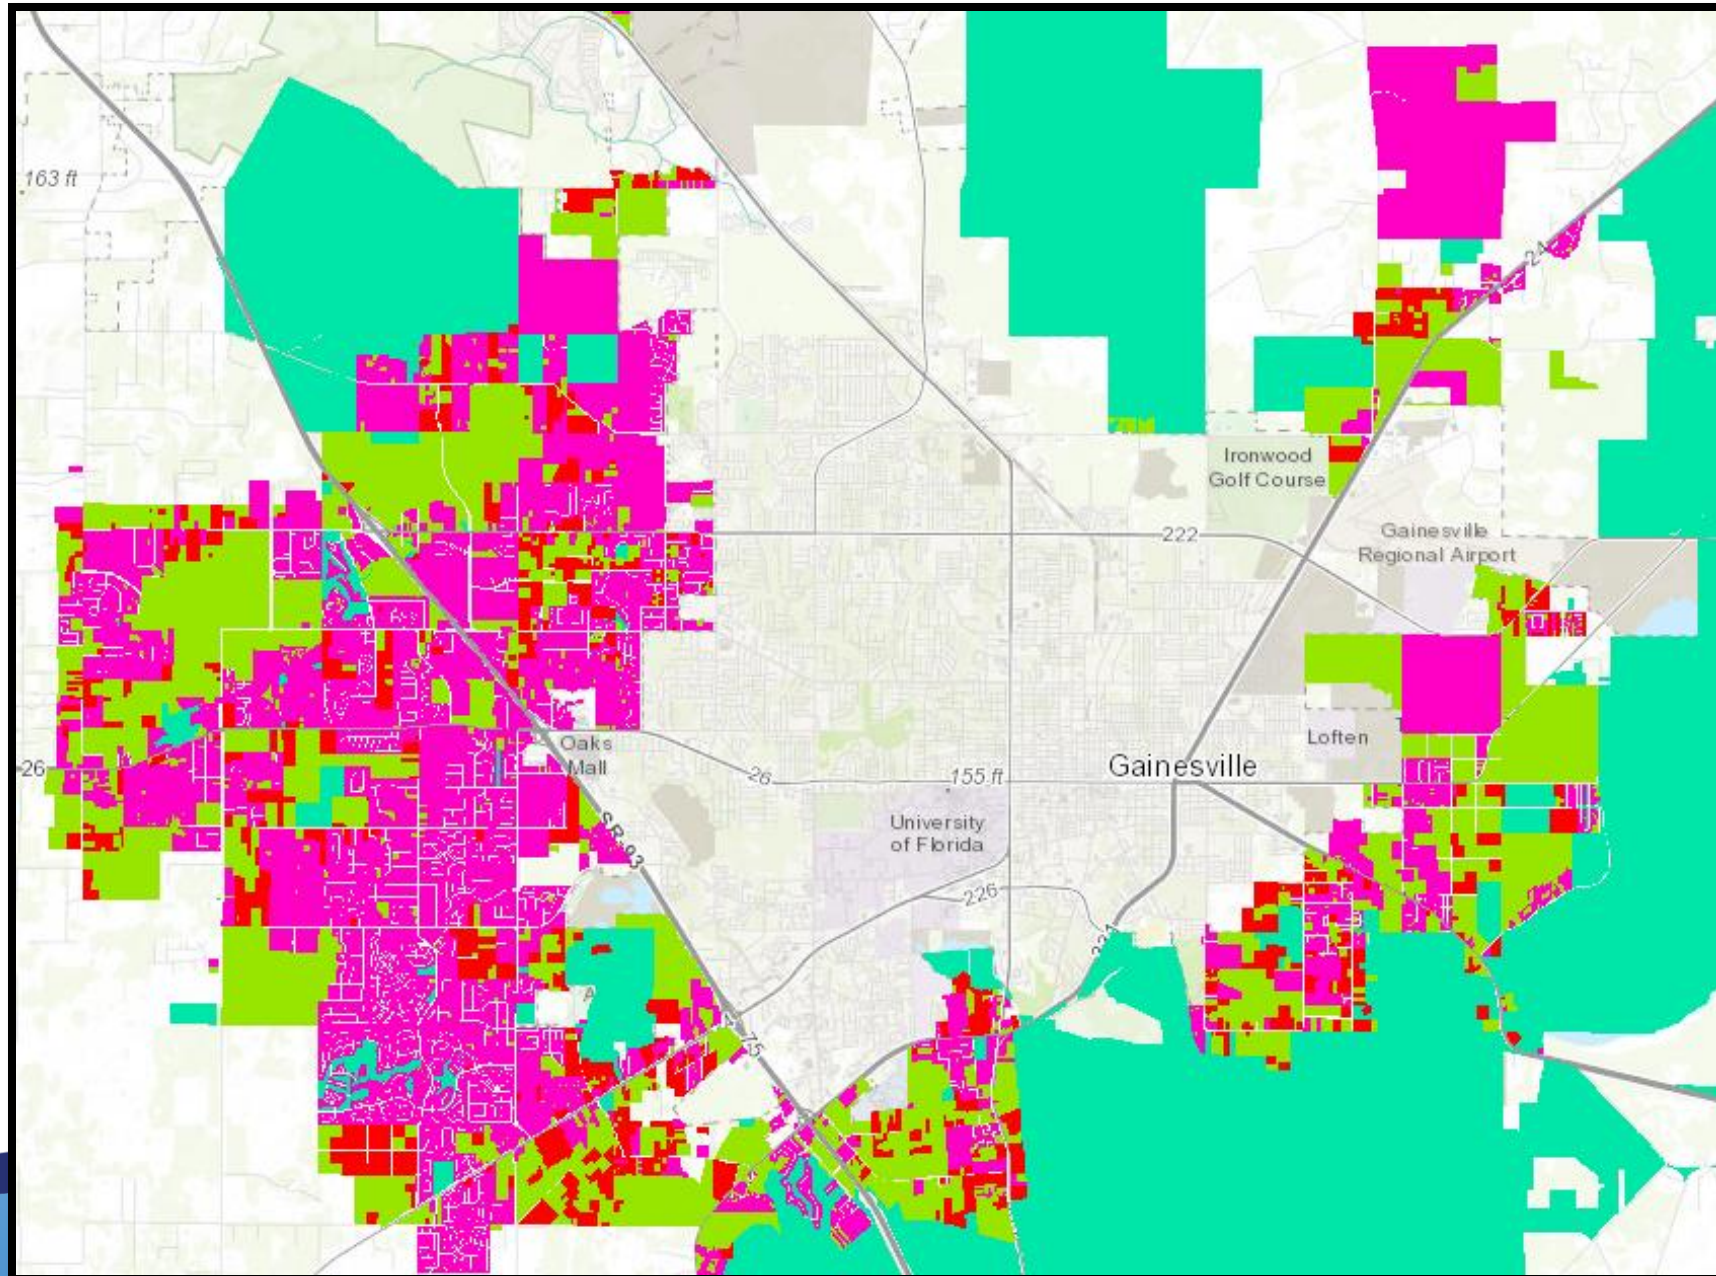 163 ft
24
Ironwood
Golf Course
222
Gainesville
Regional Airport
Oaks
Mall
26
26
155 ft
Gainesville
Loften
SR-93
University
of Florida
226
331
A
75